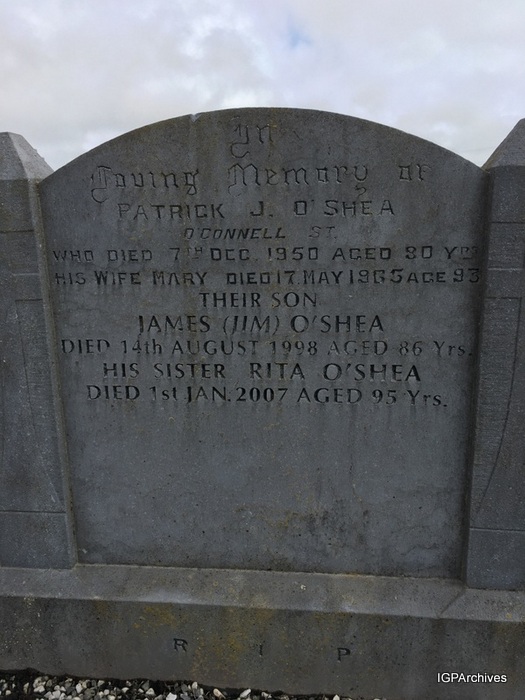 In
Loving Memory of
PATRICK J. O'SHEA
O'CONNELL ST.
WHO DIED 7TH DEC. 1950 AGED 80 YRS
HIS WIFE MARY DIED 17 MAY 1965 AGE 93
THEIR SON
JAMES (JIM) O'SHEA
DIED 14th AUGUST 1998 AGED 86 Yrs.
HIS SISTER RITA O'SHEA
DIED 1st JAN. 2007 AGED 95 Yrs.
R I P
IGPArchives